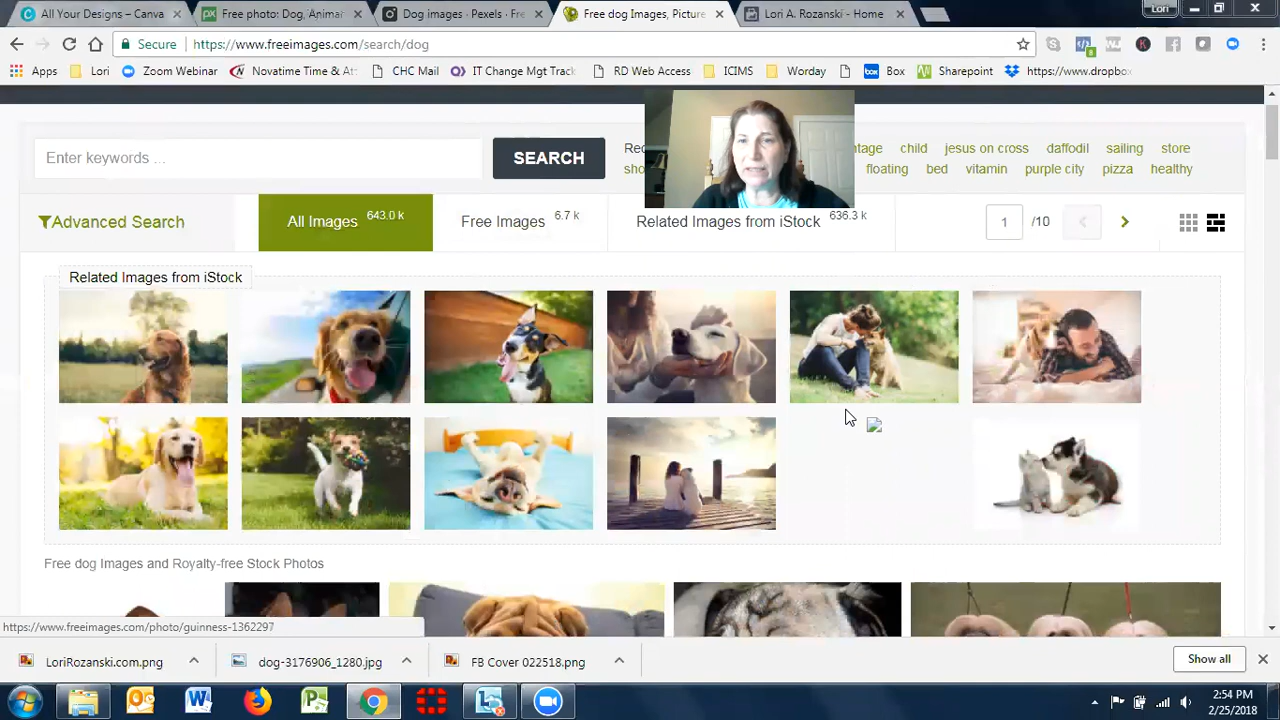 All Your Designs – Canva
Free photo: Dog, Animal
Dog images · Pexels · Fre
Free dog Images, Picture
Lori A. Rozanski - Home
Lori
Secure
https://www.freeimages.com/search/dog
Apps
Lori
Zoom Webinar
Novatime Time & Att
CHC Mail
IT Change Mgt Track
RD Web Access
ICIMS
Worday
Box
Sharepoint
https://www.dropbox
Enter keywords ...
SEARCH
child
jesus on cross
daffodil
sailing
store
floating
bed
vitamin
purple city
pizza
healthy
Advanced Search
All Images 643.0 k
Free Images 6.7 k
Related Images from iStock 636.3 k
1
/10
Related Images from iStock
Free dog Images and Royalty-free Stock Photos
https://www.freeimages.com/photo/guinness-1362297
LoriRozanski.com.png
dog-3176906_1280.jpg
FB Cover 022518.png
Show all
2:54 PM
2/25/2018